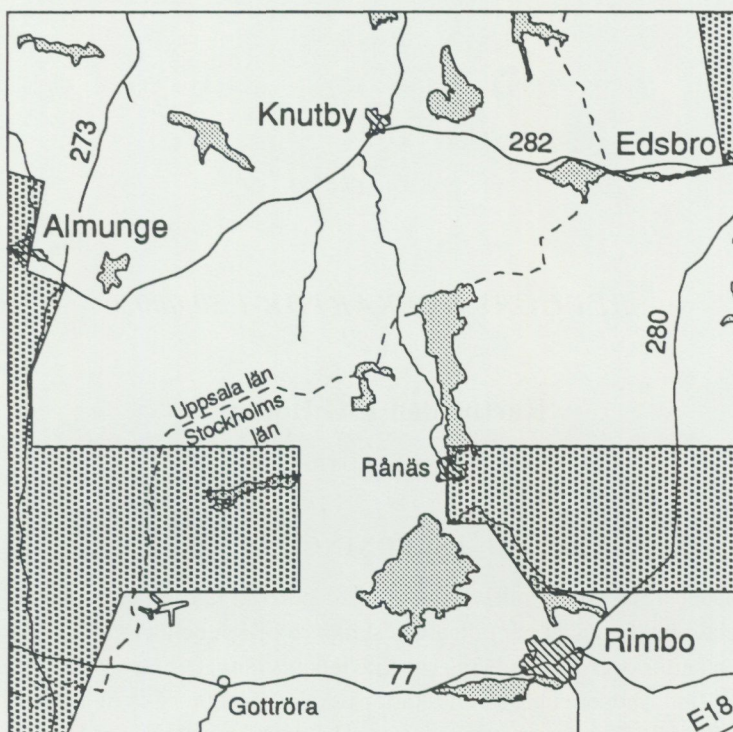 Knutby
282
Edsbro
273
Almunge
280
Uppsala län
Stockholms
län
Rånäs
Rimbo
77
Gottröra
E18